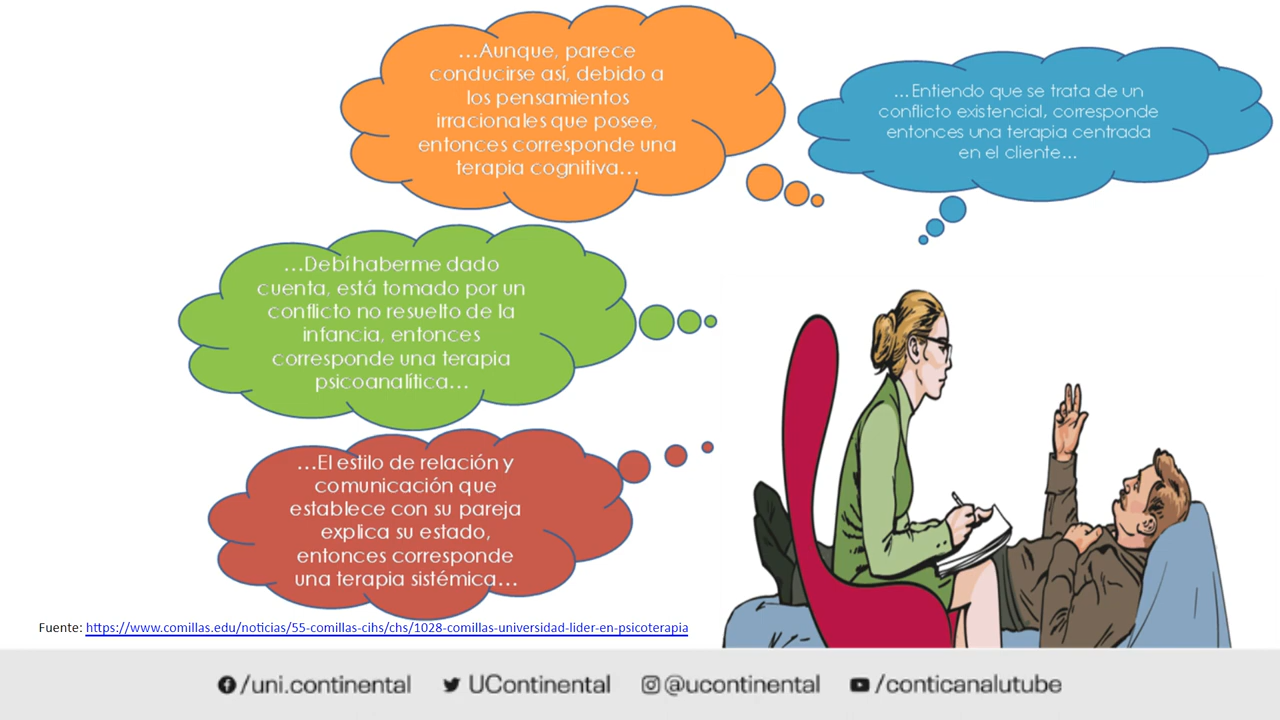 …Aunque, parece
conducirse así, debido a
los pensamientos
irracionales que posee,
entonces corresponde una
terapia cognitiva…
…Entiendo que se trata de un
conflicto existencial, corresponde
entonces una terapia centrada
en el cliente…
…Debí haberme dado
cuenta, está tomado por un
conflicto no resuelto de la
infancia, entonces
corresponde una terapia
psicoanalítica…
…El estilo de relación y
comunicación que
establece con su pareja
explica su estado,
entonces corresponde
una terapia sistémica…
Fuente: https://www.comillas.edu/noticias/55-comillas-cihs/chs/1028-comillas-universidad-lider-en-psicoterapia
/uni.continental UContinental @ucontinental /conticanalutube